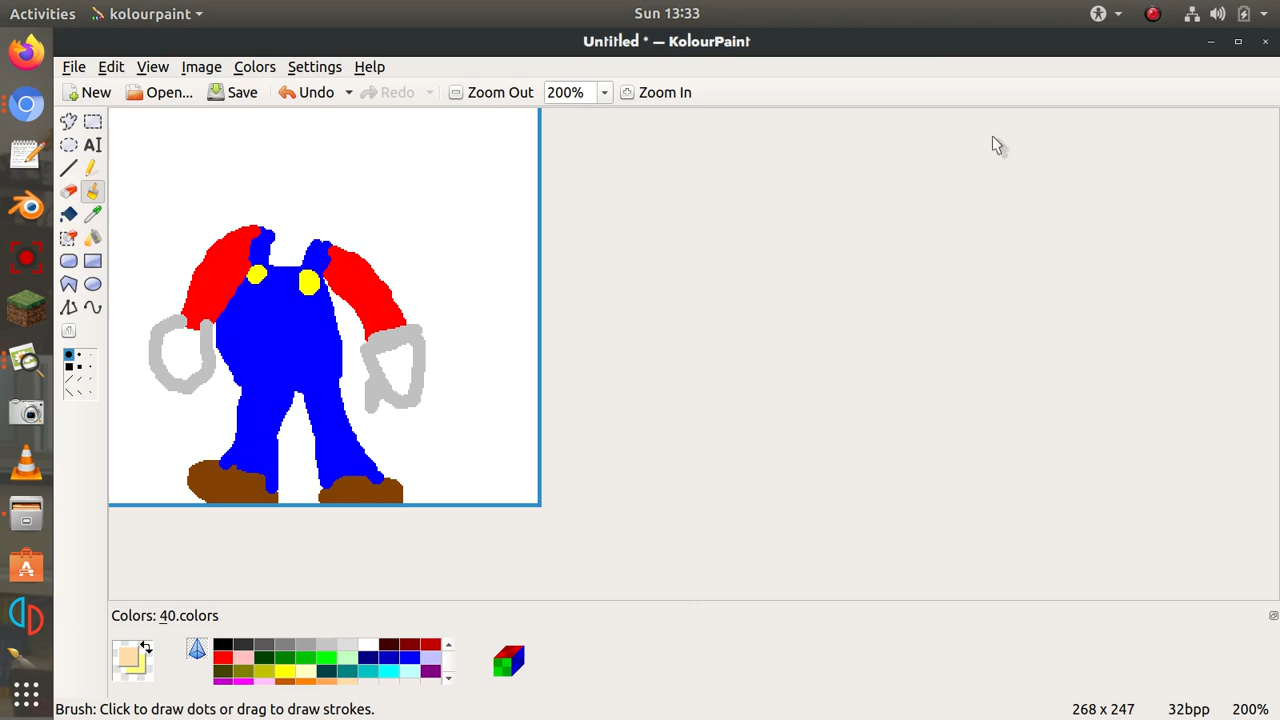 Activities kolourpaint Sun 13:33
Untitled * — KolourPaint
File Edit View Image Colors Settings Help
New Open... Save Undo Redo Zoom Out 200% Zoom In
A
Colors: 40.colors
Brush: Click to draw dots or drag to draw strokes. 268 x 247 32bpp 200%